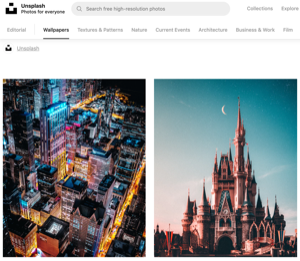 Unsplash
Photos for everyone
Search free high-resolution photos
Collections
Explore
Editorial
Wallpapers
Textures & Patterns
Nature
Current Events
Architecture
Business & Work
Film
Unsplash